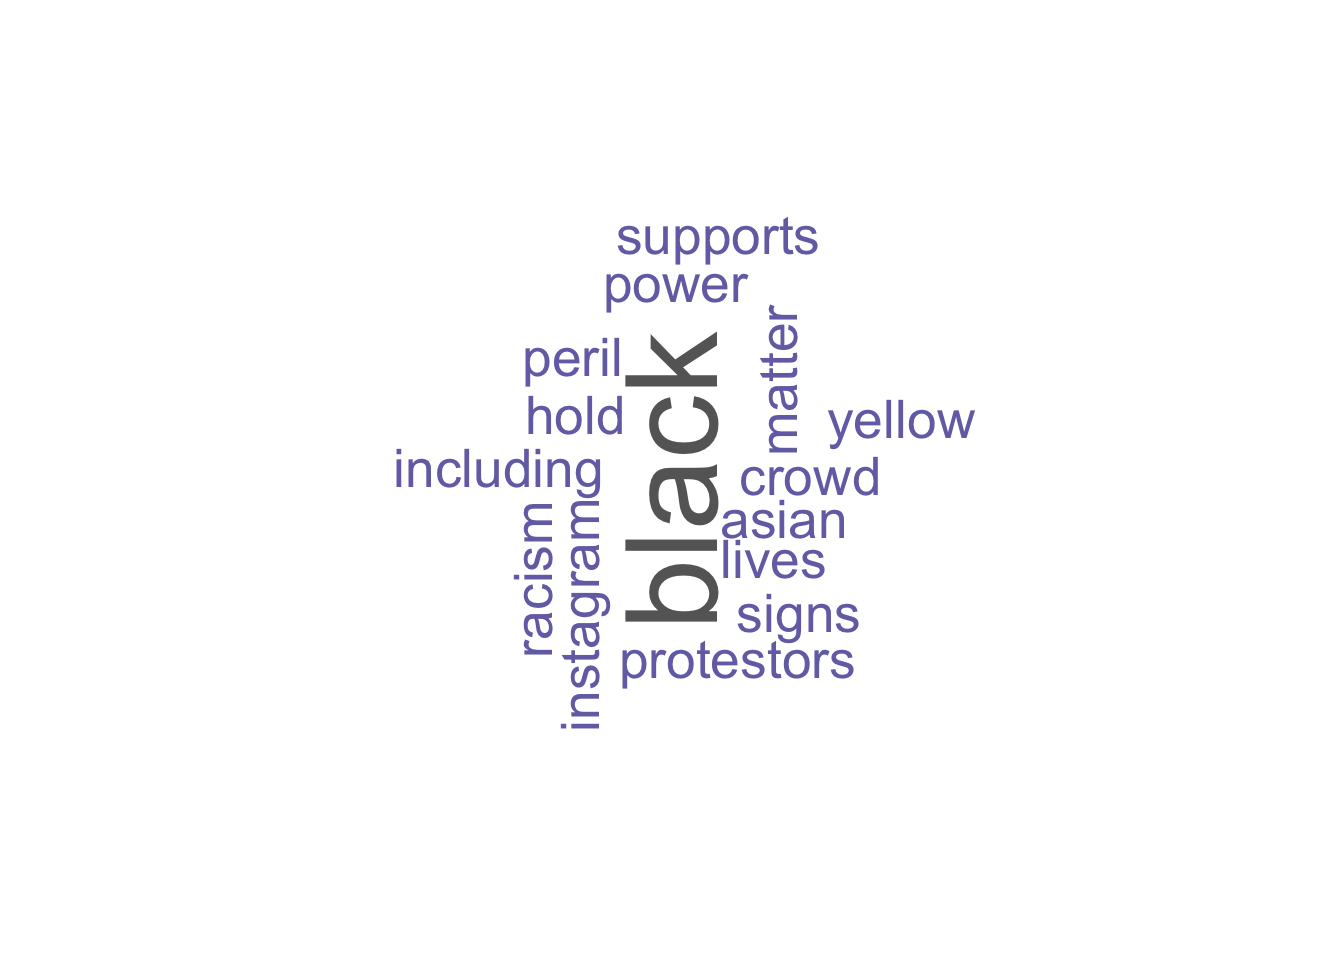 supports
power
peril
black
matter
hold
yellow
including
crowd
racism
instagram
asian
lives
signs
protestors